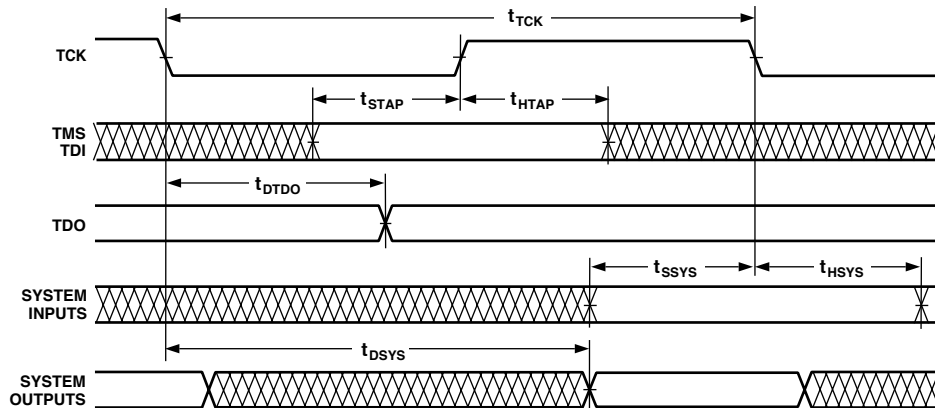 tTCK
TCK
tSTAP
tHTAP
TMS
TDI
tDTDO
TDO
tSSYS
tHSYS
SYSTEM
INPUTS
tDSYS
SYSTEM
OUTPUTS